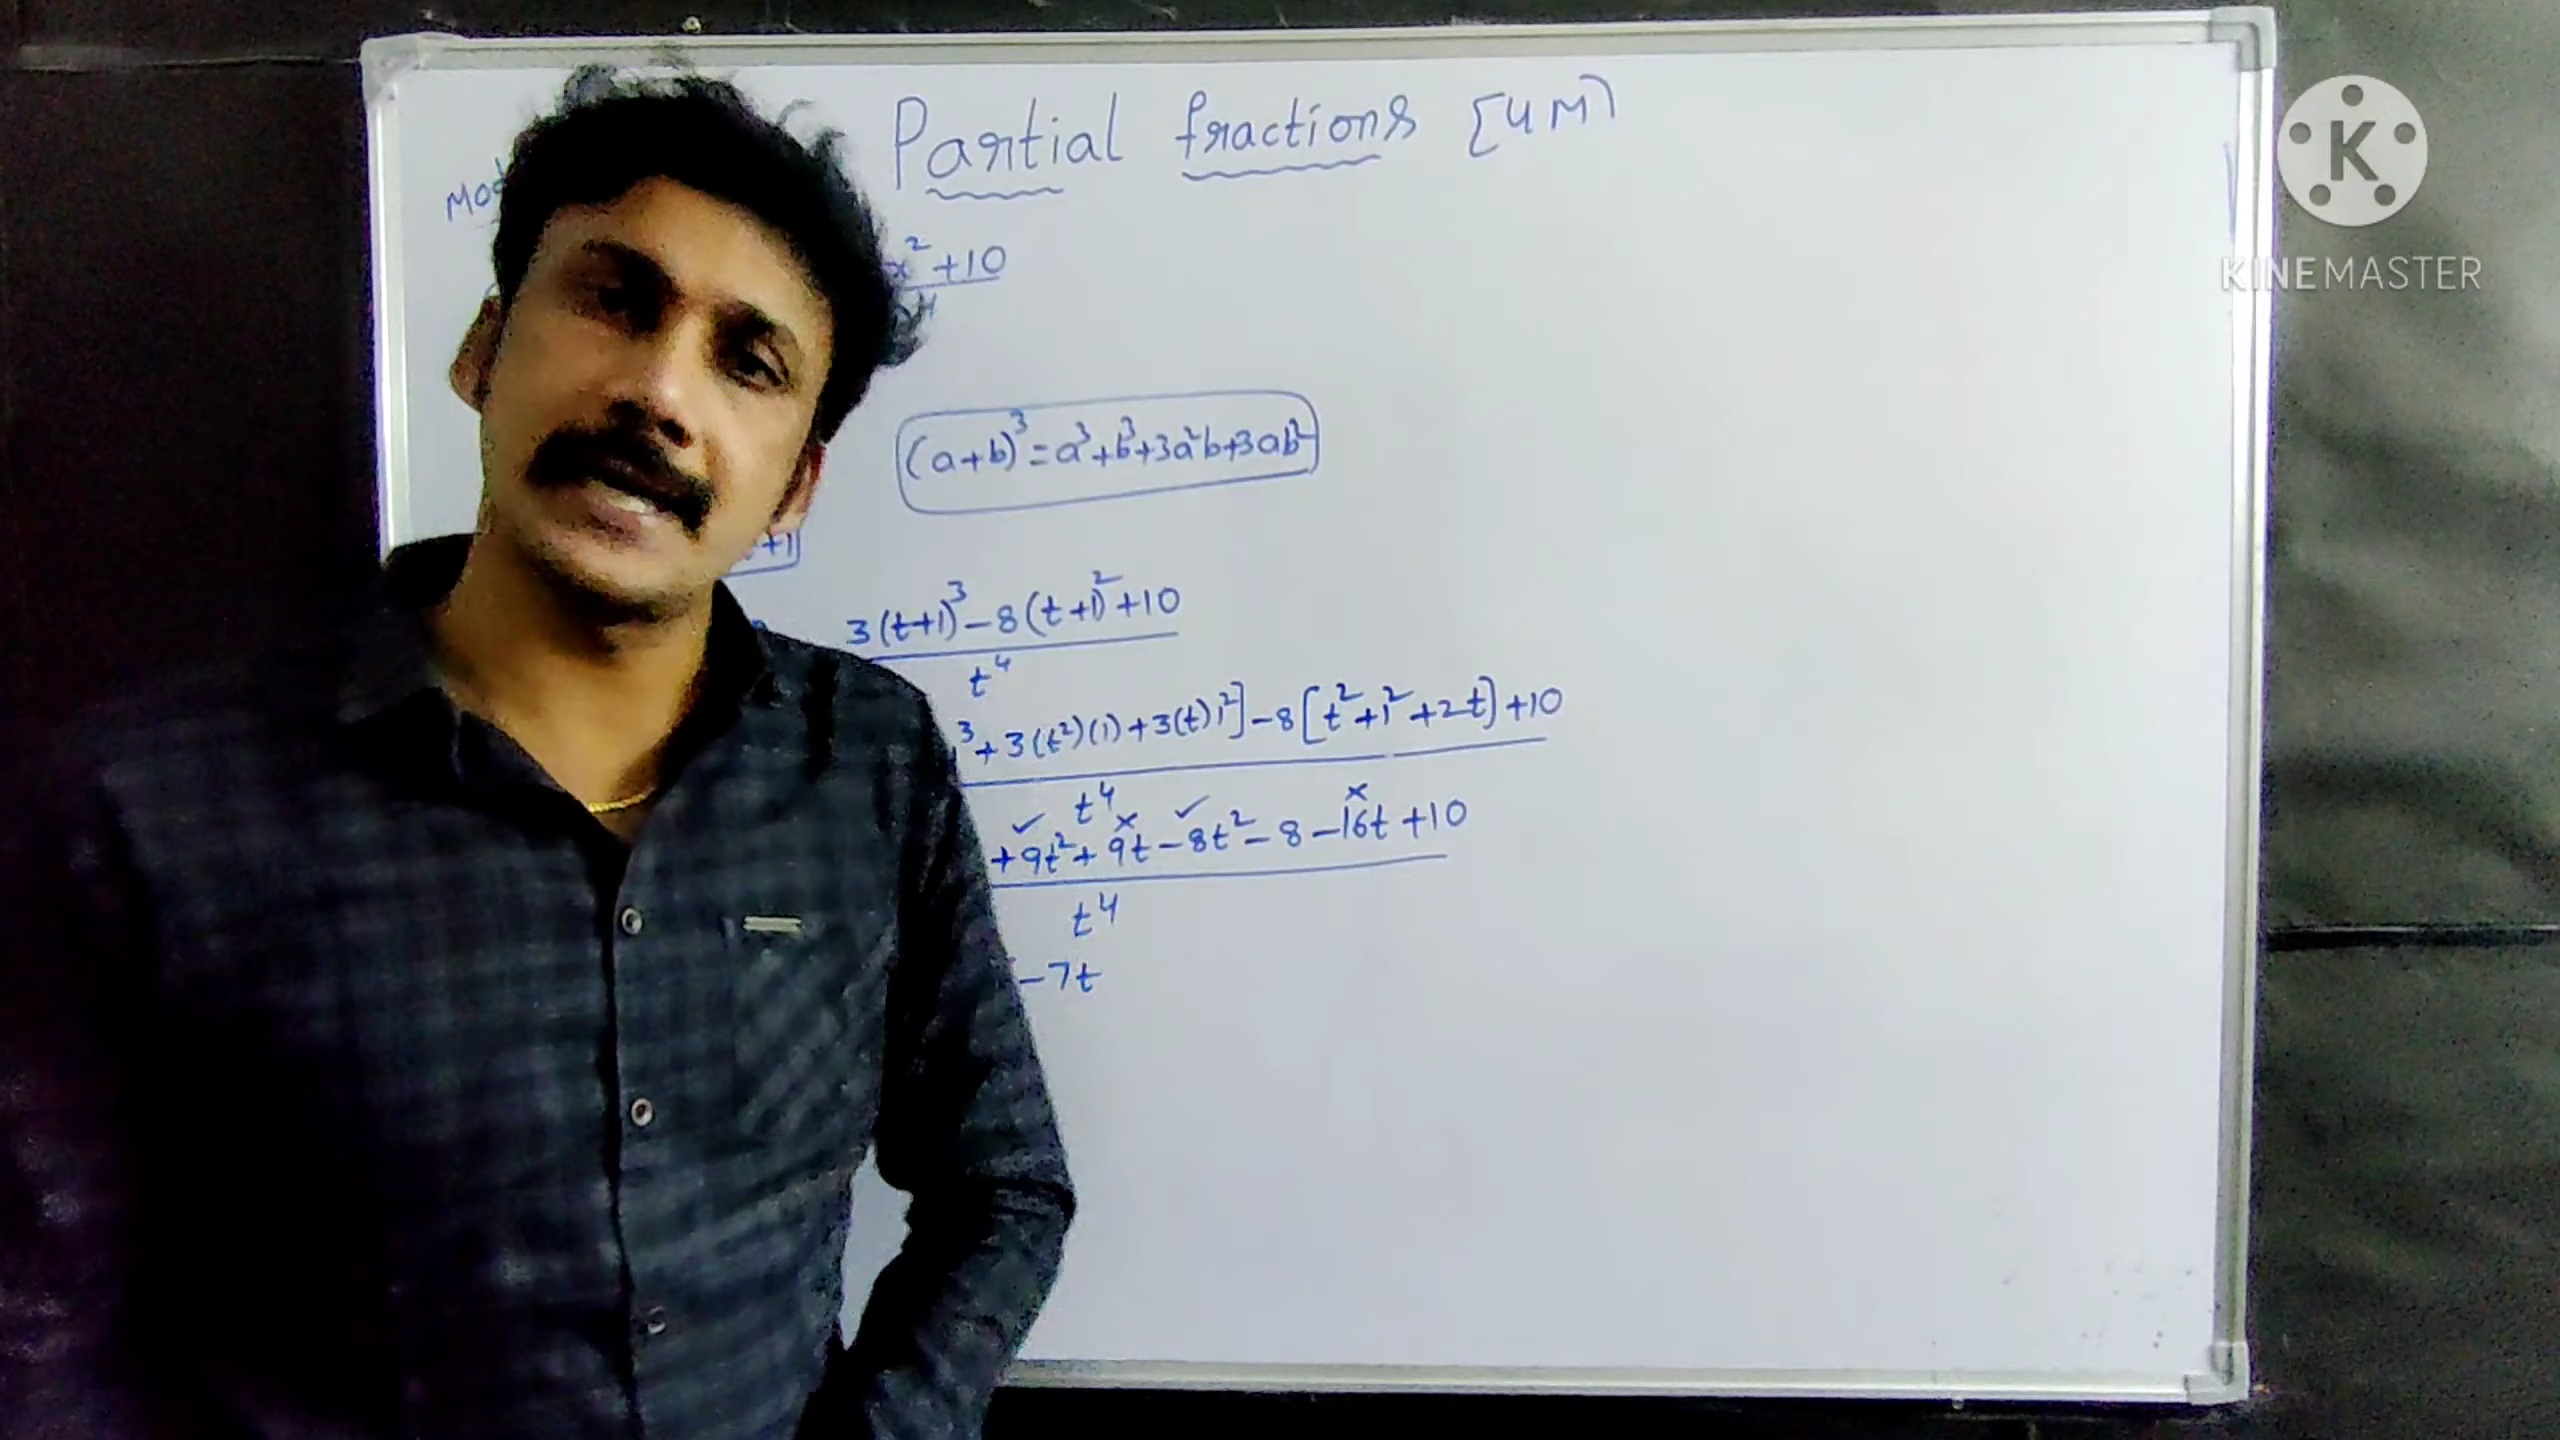 Partial fractions [4M]
x²+10
(a+b)³=a³+b³+3a²b+3ab²
+1
3(t+1)³-8(t+1)²+10
t⁴
³+3(t²)(1)+3(t)1²]-8[t²+1²+2t]+10
t⁴
+9t²+9t-8t²-8-16t+10
t⁴
-7t
K
KINEMASTER